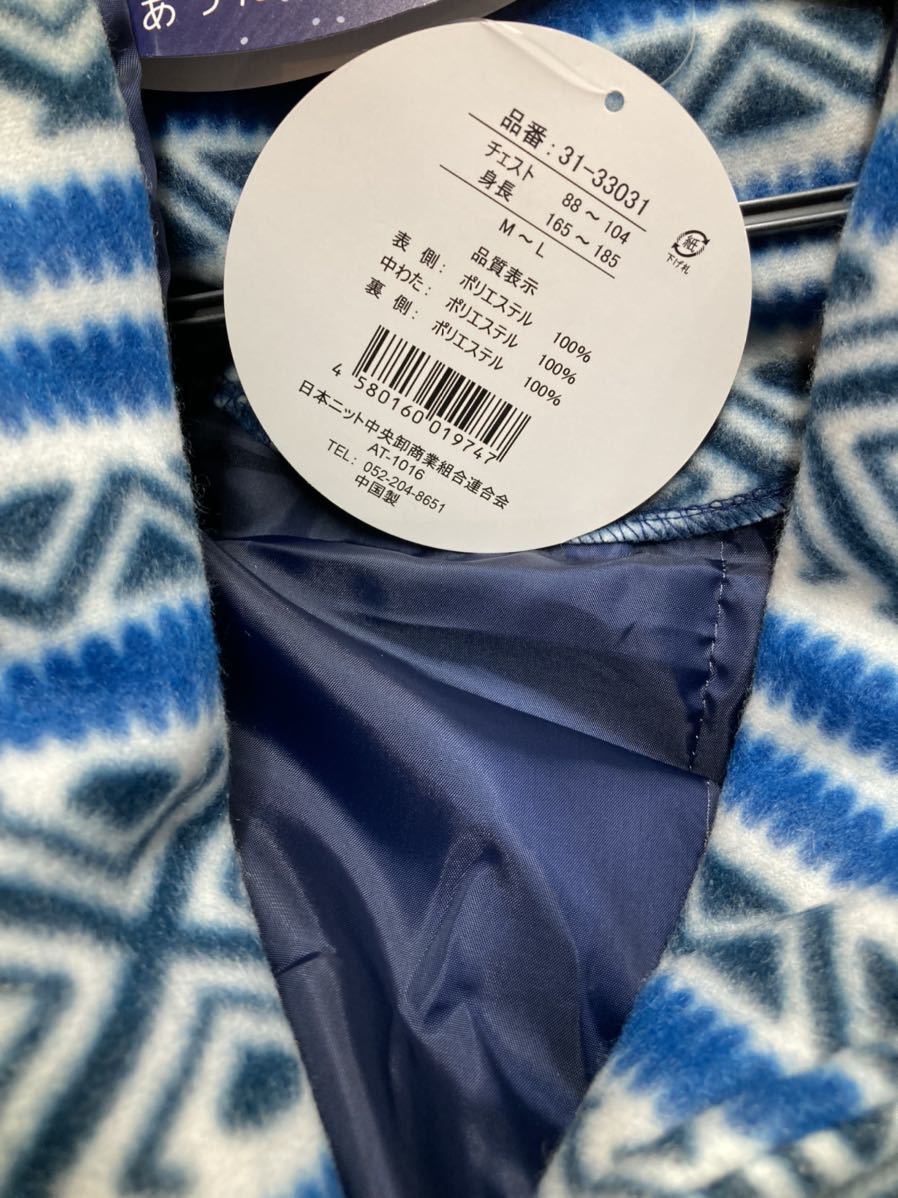 あった
品番:31-33031
チェスト 88～104
身長 165～185
M～L
品質表示
表側: ポリエステル 100%
中わた: ポリエステル 100%
裏側: ポリエステル 100%
4 580160 019747
日本ニット中央卸商業組合連合会
AT-1016
TEL: 052-204-8651
中国製
紙
下げ札